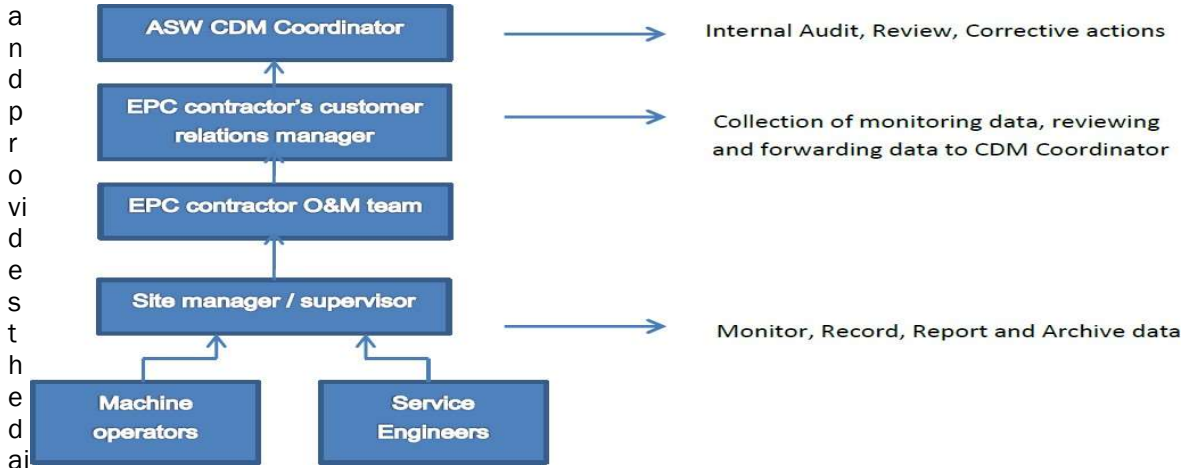 a
n
d
p
r
o
vi
d
e
s
t
h
e
d
ai
ASW CDM Coordinator
Internal Audit, Review, Corrective actions
EPC contractor's customer
relations manager
Collection of monitoring data, reviewing
and forwarding data to CDM Coordinator
EPC contractor O&M team
Site manager / supervisor
Monitor, Record, Report and Archive data
Machine
operators
Service
Engineers